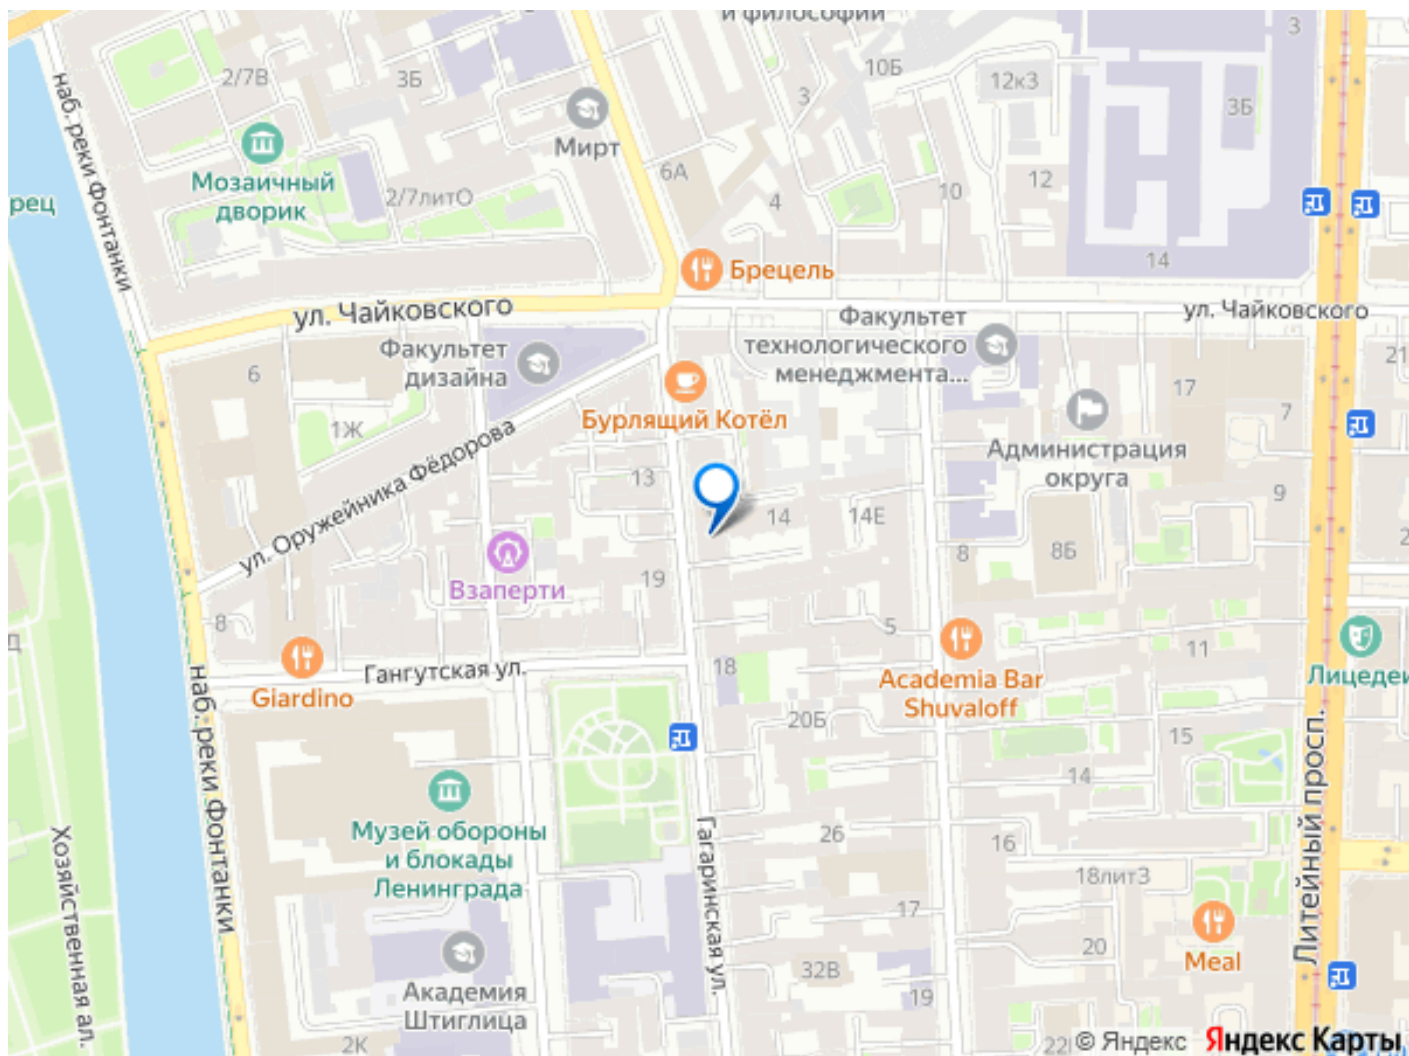 и философии
3
2/7В
3Б
10Б
12к3
3
3Б
наб. реки Фонтанки
Мирт
6А
Мозаичный
дворик
2/7литО
4
10
12
рец
14
Брецель
ул. Чайковского
ул. Чайковского
Факультет
технологического
менеджмента...
Факультет
дизайна
6
21
17
7
Бурлящий Котёл
1Ж
Администрация
округа
ул. Оружейника Фёдорова
13
9
14
14Е
8
8Б
2
Взаперти
19
8
5
11
Гангутская ул.
18
Лицедеи
Giardino
Academia Bar
Shuvaloff
наб. реки Фонтанки
20Б
15
Литейный просп.
14
Музей обороны
и блокады
Ленинграда
Хозяйственная ал.
Гагаринская ул.
26
16
18литЗ
17
20
Meal
32В
Академия
Штиглица
19
2К
22
© Яндекс
Яндекс Карты